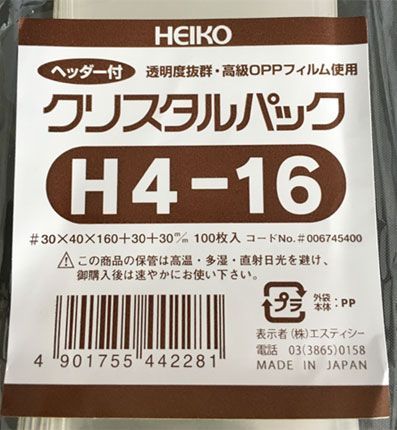 HEIKO
ヘッダー付 透明度抜群・高級OPPフィルム使用
クリスタルパック
H4-16
#30×40×160+30+30m/m 100枚入 コードNo.#006745400
この商品の保管は高温・多湿・直射日光を避け、
御購入後は速やかにお使い下さい。
プラ 外袋 本体:PP
表示者(株)エスティシー
電話 03(3865)0158
MADE IN JAPAN
4 901755 442281